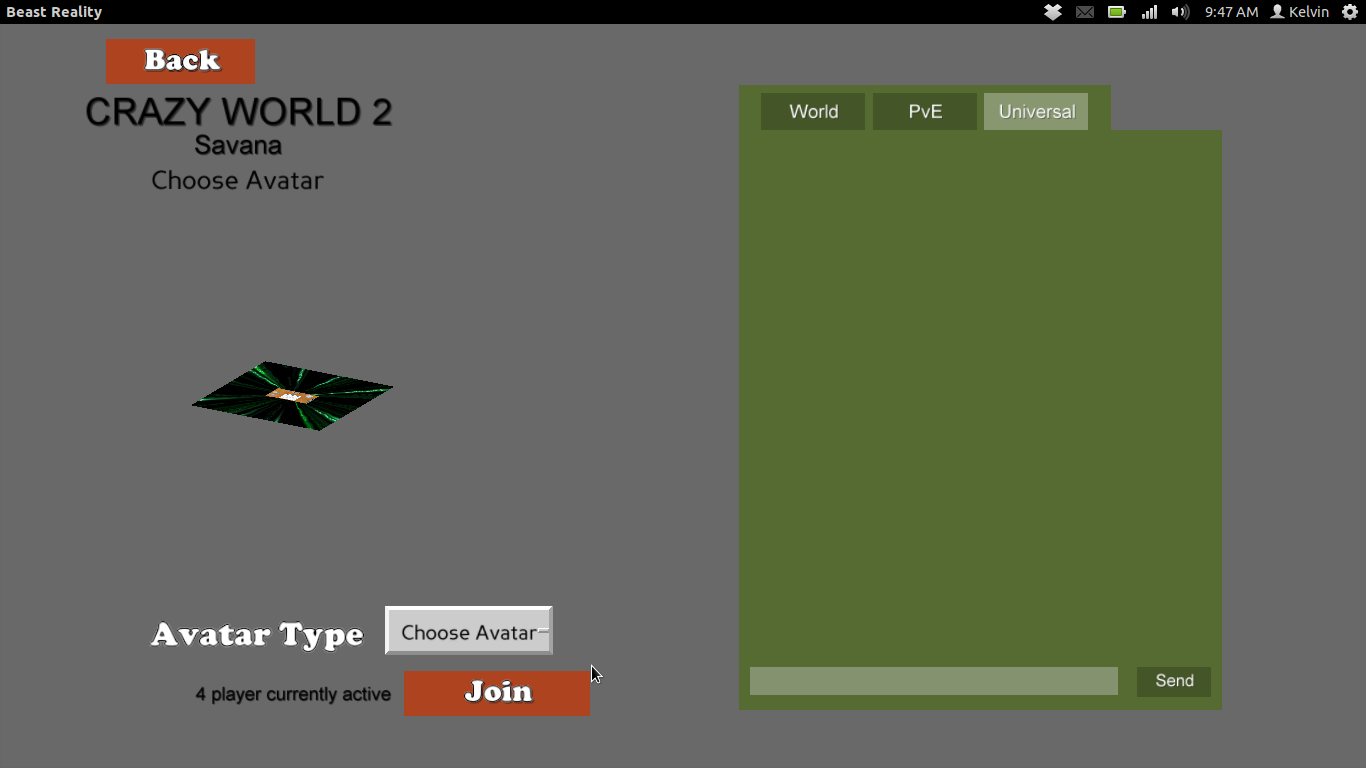 Beast Reality
9:47 AM Kelvin
Back
CRAZY WORLD 2
Savana
Choose Avatar
World PvE Universal
Avatar Type Choose Avatar
4 player currently active Join
Send